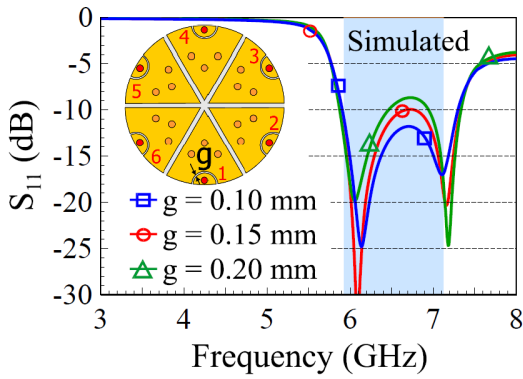 0
-5
-10
-15
-20
-25
-30
S11 (dB)
Simulated
4
3
5
2
6
g
1
g = 0.10 mm
g = 0.15 mm
g = 0.20 mm
3 4 5 6 7 8
Frequency (GHz)